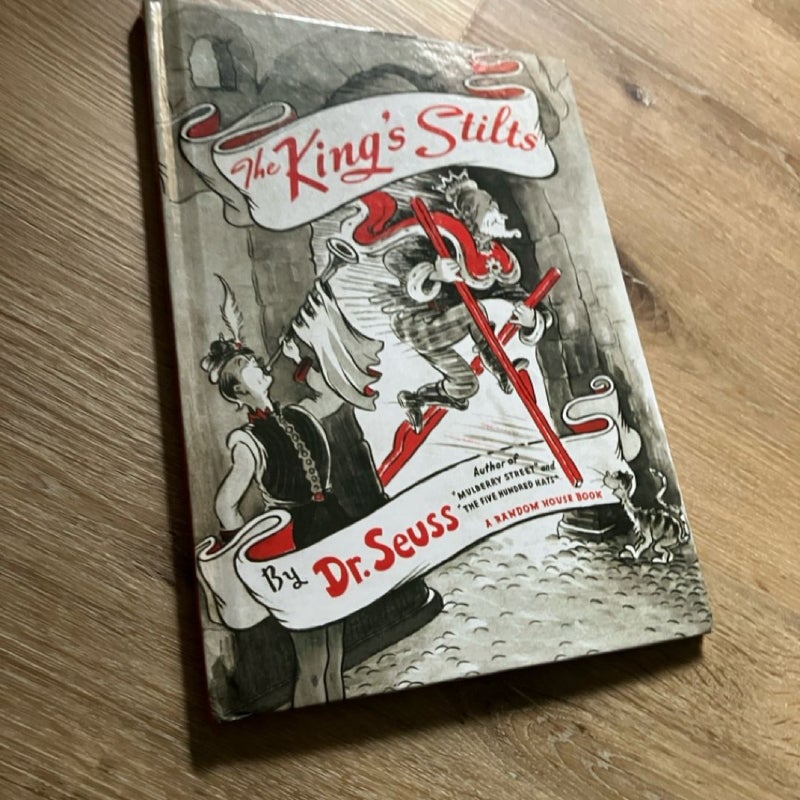 The King's Stilts
Author of
"MULBERRY STREET" and
"THE FIVE HUNDRED HATS"
A RANDOM HOUSE BOOK
By Dr. Seuss